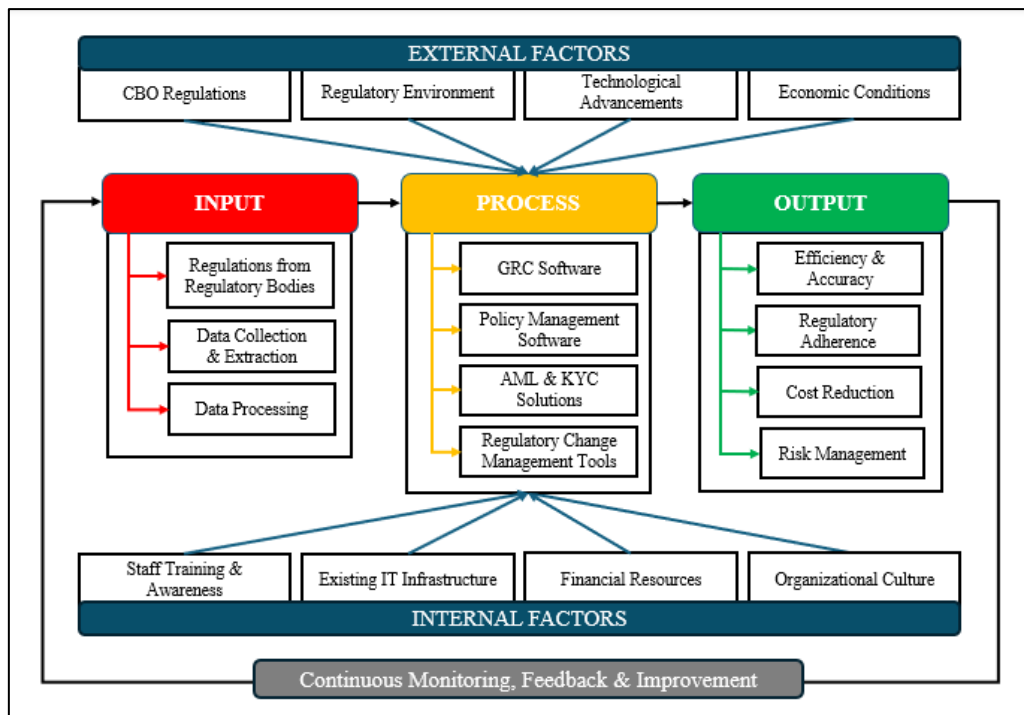 EXTERNAL FACTORS
CBO Regulations
Regulatory Environment
Technological
Advancements
Economic Conditions
INPUT
Regulations from
Regulatory Bodies
Data Collection
& Extraction
Data Processing
PROCESS
GRC Software
Policy Management
Software
AML & KYC
Solutions
Regulatory Change
Management Tools
OUTPUT
Efficiency &
Accuracy
Regulatory
Adherence
Cost Reduction
Risk Management
Staff Training &
Awareness
Existing IT Infrastructure
Financial Resources
Organizational Culture
INTERNAL FACTORS
Continuous Monitoring, Feedback & Improvement